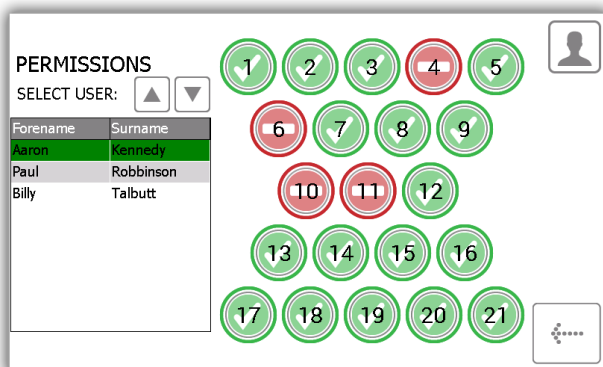 PERMISSIONS
SELECT USER:
Forename Surname
Aaron Kennedy
Paul Robbinson
Billy Talbutt
1 2 3 4 5
6 7 8 9
10 11 12
13 14 15 16
17 18 19 20 21